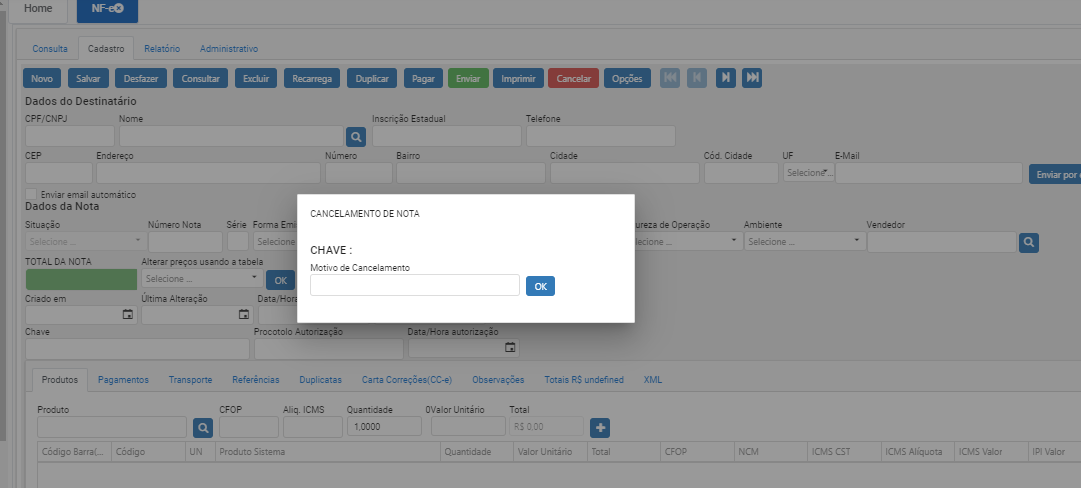 Home NF-e
Consulta Cadastro Relatório Administrativo
Novo Salvar Desfazer Consultar Excluir Recarrega Duplicar Pagar Enviar Imprimir Cancelar Opções
Dados do Destinatário
CPF/CNPJ Nome Inscrição Estadual Telefone
CEP Endereço Número Bairro Cidade Cód. Cidade UF E-Mail
Selecione... Enviar por
Enviar email automático
Dados da Nota
CANCELAMENTO DE NOTA
Situação Número Nota Série Forma Emi ureza de Operação Ambiente Vendedor
Selecione ... Selecione lecione ... Selecione ...
CHAVE :
TOTAL DA NOTA Alterar preços usando a tabela Motivo de Cancelamento
Selecione ... OK OK
Criado em Última Alteração Data/Hora
Chave Procotolo Autorização Data/Hora autorização
Produtos Pagamentos Transporte Referências Duplicatas Carta Correções(CC-e) Observações Totais R$ undefined XML
Produto CFOP Aliq. ICMS Quantidade 0Valor Unitário Total
1,0000 R$ 0,00
Código Barra(... Código UN Produto Sistema Quantidade Valor Unitário Total CFOP NCM ICMS CST ICMS Alíquota ICMS Valor IPI Valor